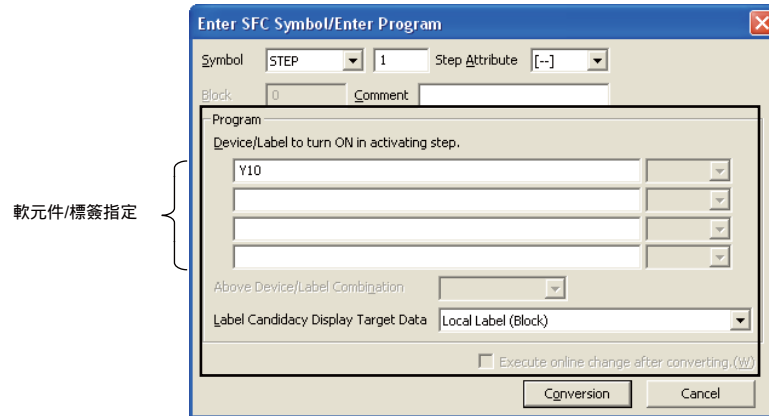 Enter SFC Symbol/Enter Program
Symbol STEP 1 Step Attribute [--]
Block 0 Comment
Program
Device/Label to turn ON in activating step.
Y10
軟元件/標簽指定
Above Device/Label Combination
Label Candidacy Display Target Data Local Label (Block)
Execute online change after converting.(W)
Conversion Cancel